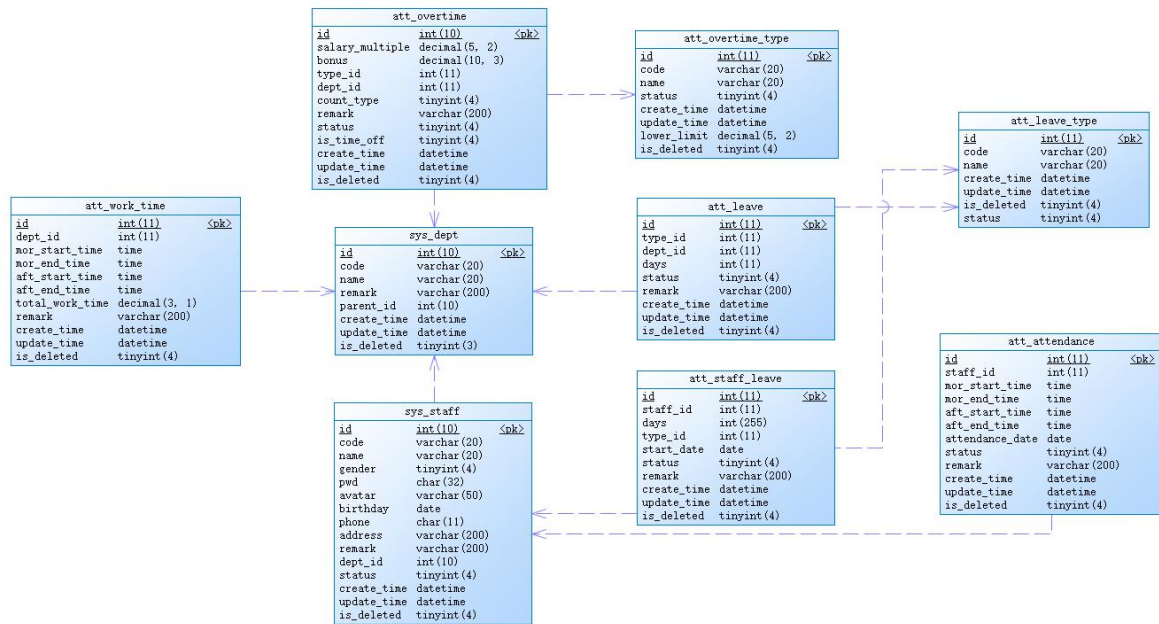 att_overtime
id int(10) <pk>
salary_multiple decimal(5, 2)
bonus decimal(10, 3)
type_id int(11)
dept_id int(11)
count_type tinyint(4)
remark varchar(200)
status tinyint(4)
is_time_off tinyint(4)
create_time datetime
update_time datetime
is_deleted tinyint(4)
att_overtime_type
id int(11) <pk>
code varchar(20)
name varchar(20)
status tinyint(4)
create_time datetime
update_time datetime
lower_limit decimal(5, 2)
is_deleted tinyint(4)
att_leave_type
id int(11) <pk>
code varchar(20)
name varchar(20)
create_time datetime
update_time datetime
is_deleted tinyint(4)
status tinyint(4)
att_work_time
id int(11) <pk>
dept_id int(11)
mor_start_time time
mor_end_time time
aft_start_time time
aft_end_time time
total_work_time decimal(3, 1)
remark varchar(200)
create_time datetime
update_time datetime
is_deleted tinyint(4)
sys_dept
id int(10) <pk>
code varchar(20)
name varchar(20)
remark varchar(200)
parent_id int(10)
create_time datetime
update_time datetime
is_deleted tinyint(3)
att_leave
id int(11) <pk>
type_id int(11)
dept_id int(11)
days int(11)
status tinyint(4)
remark varchar(200)
create_time datetime
update_time datetime
is_deleted tinyint(4)
att_attendance
id int(11) <pk>
staff_id int(11)
mor_start_time time
mor_end_time time
aft_start_time time
aft_end_time time
attendance_date date
status tinyint(4)
remark varchar(200)
create_time datetime
update_time datetime
is_deleted tinyint(4)
att_staff_leave
id int(11) <pk>
staff_id int(11)
days int(255)
type_id int(11)
start_date date
status tinyint(4)
remark varchar(200)
create_time datetime
update_time datetime
is_deleted tinyint(4)
sys_staff
id int(10) <pk>
code varchar(20)
name varchar(20)
gender tinyint(4)
pwd char(32)
avatar varchar(50)
birthday date
phone char(11)
address varchar(200)
remark varchar(200)
dept_id int(10)
status tinyint(4)
create_time datetime
update_time datetime
is_deleted tinyint(4)